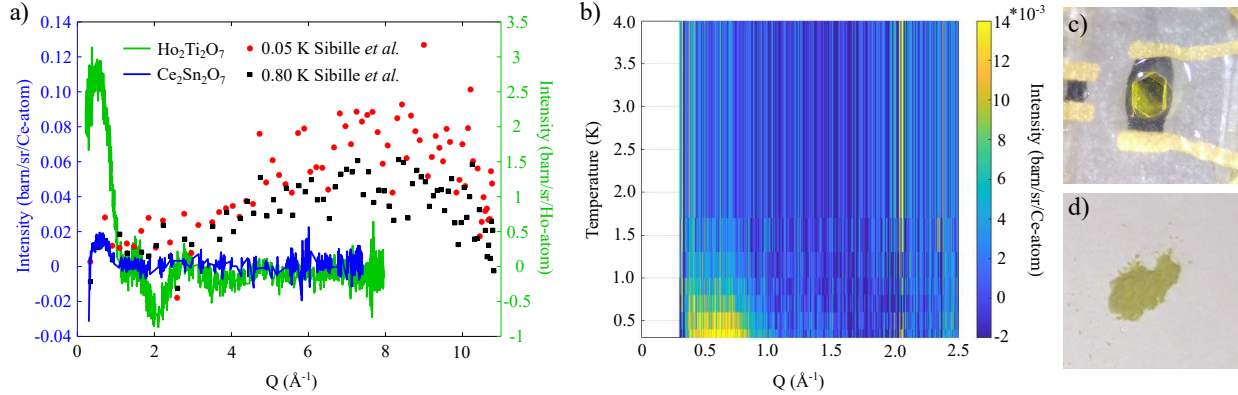 a)
0.14
0.12
0.10
0.08
0.06
0.04
0.02
0
-0.02
-0.04
Intensity (barn/sr/Ce-atom)
Ho2Ti2O7
Ce2Sn2O7
0.05 K Sibille et al.
0.80 K Sibille et al.
3.5
3
2.5
2
1.5
1
0.5
0
-0.5
-1
Intensity (barn/sr/Ho-atom)
0 2 4 6 8 10
Q (Å-1)
b)
4.0
3.5
3.0
2.5
2.0
1.5
1.0
0.5
Temperature (K)
0 0.5 1.0 1.5 2.0 2.5
Q (Å-1)
14*10-3
12
10
8
6
4
2
0
-2
Intensity (barn/sr/Ce-atom)
c)
d)